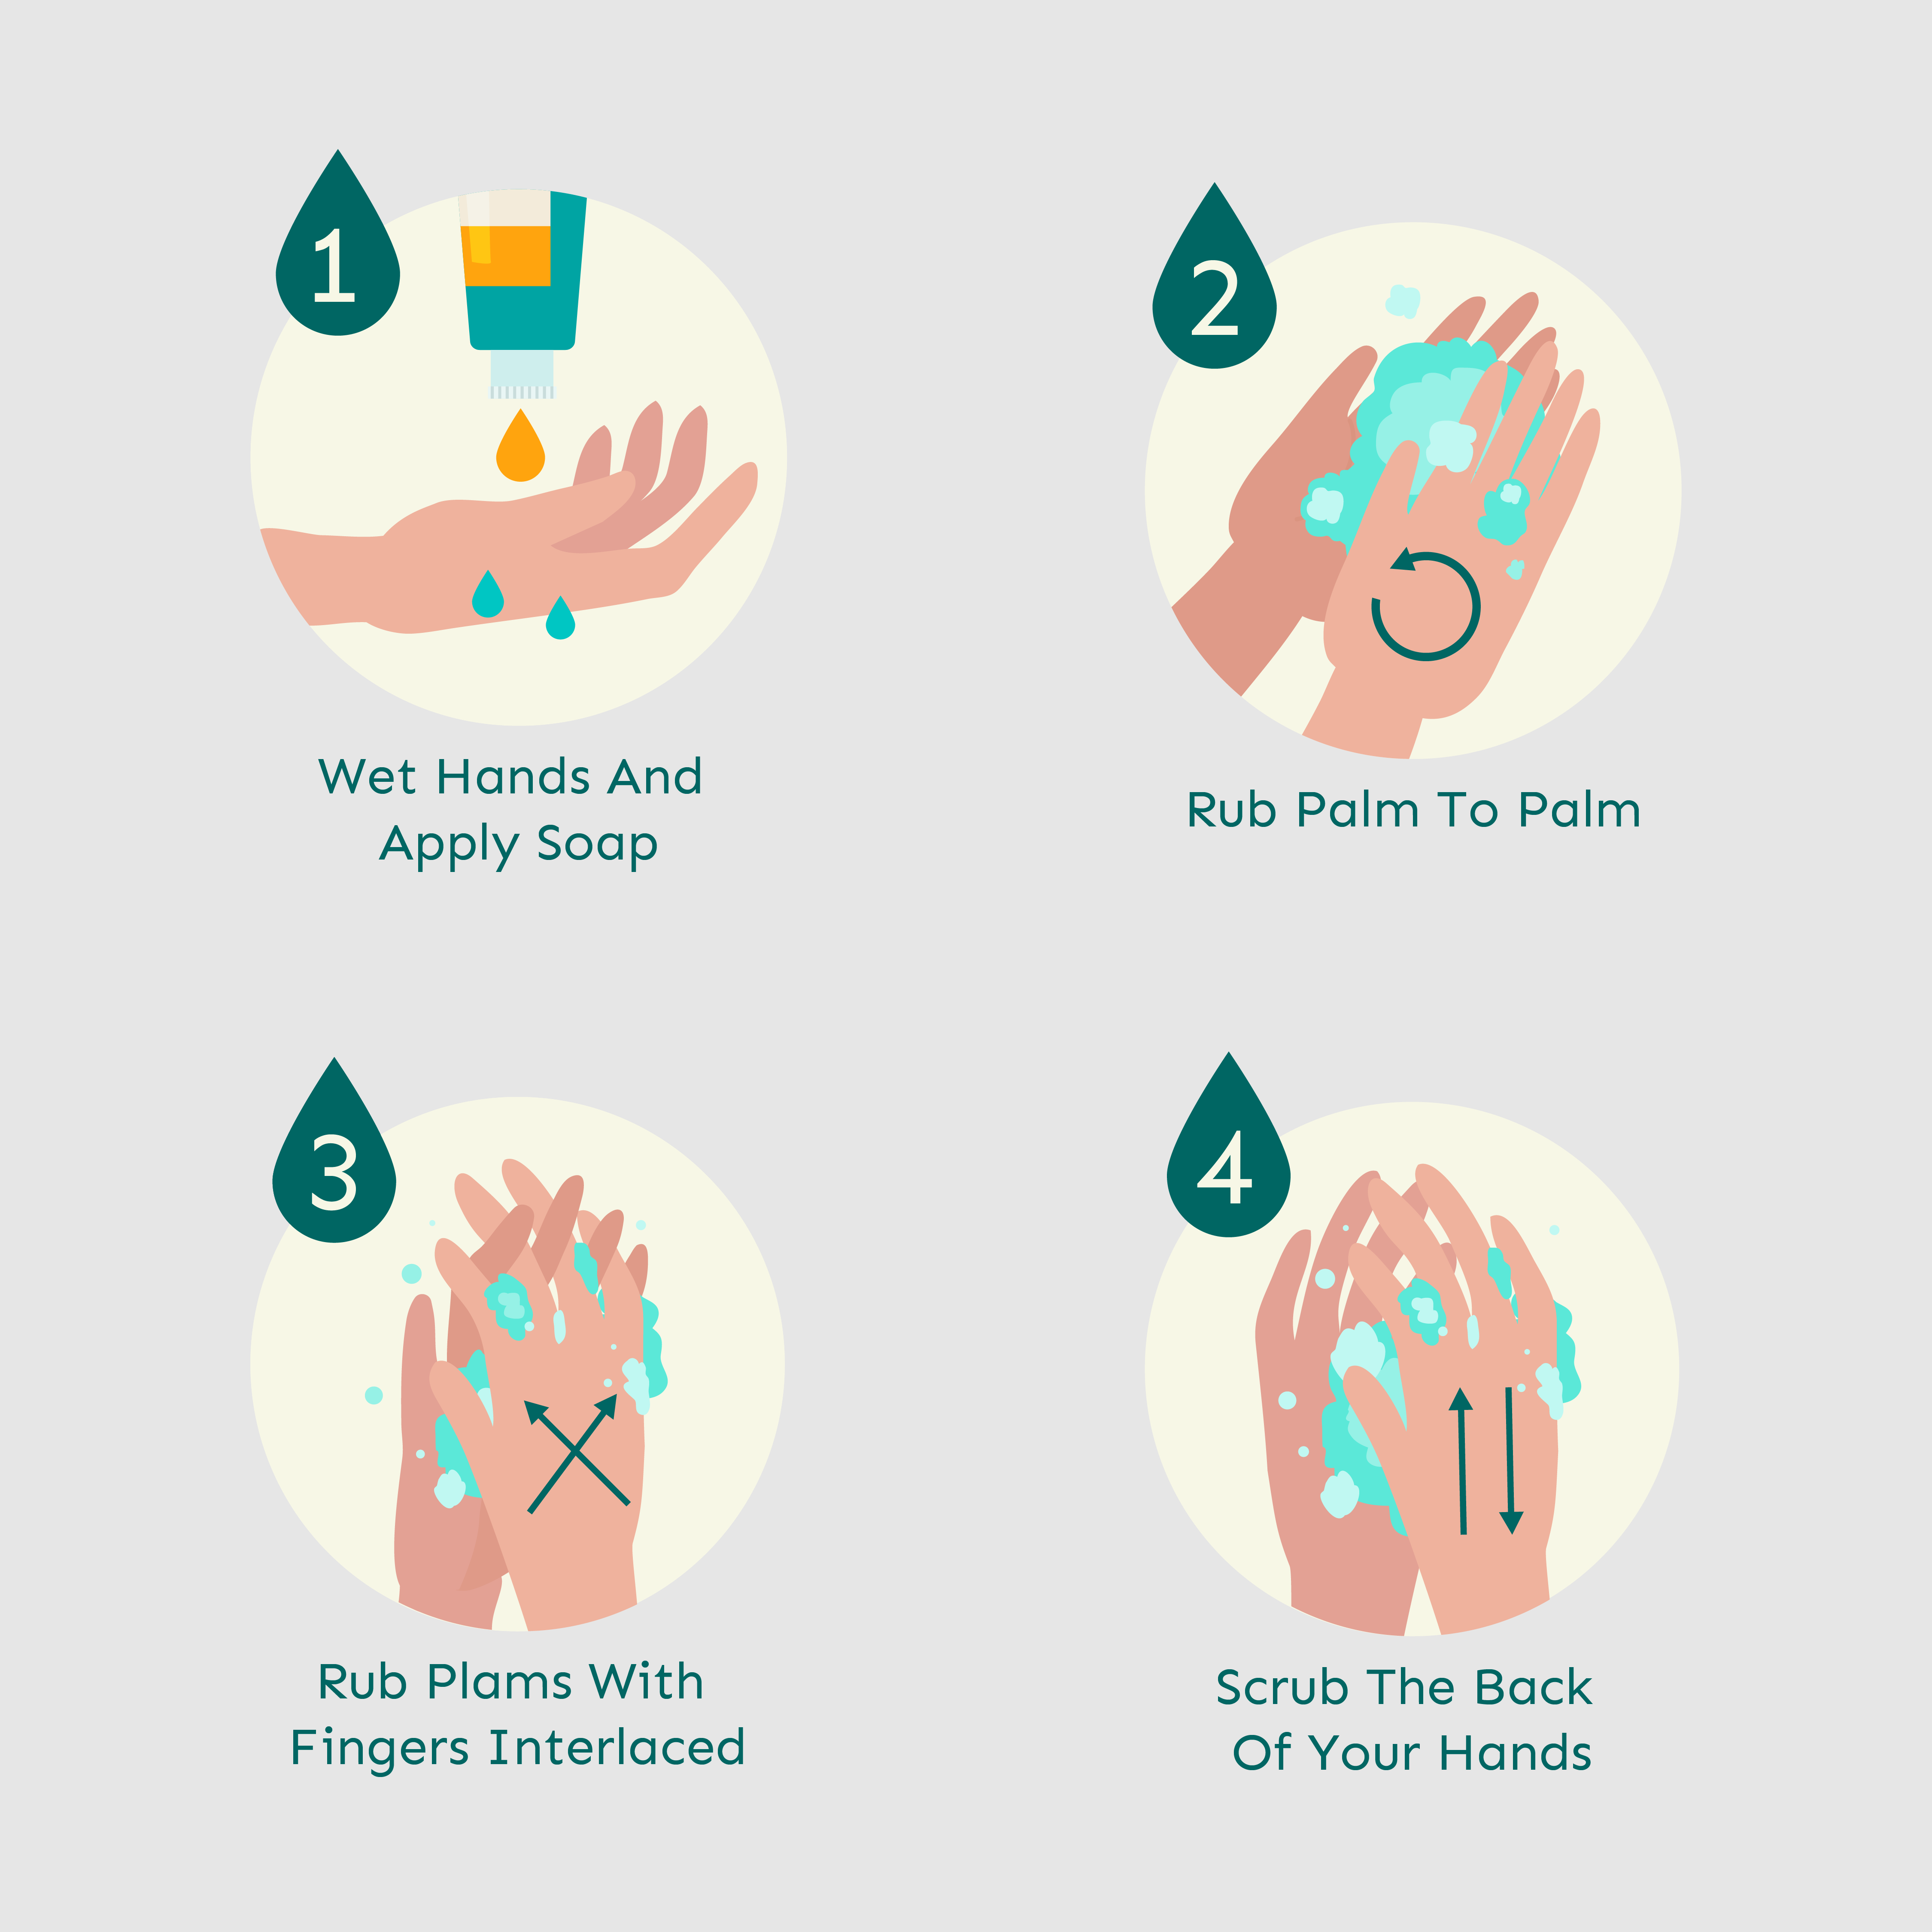 1
Wet Hands And
Apply Soap
2
Rub Palm To Palm
3
Rub Plams With
Fingers Interlaced
4
Scrub The Back
Of Your Hands